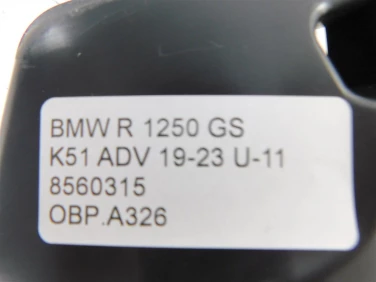 BMW R 1250 GS
K51 ADV 19-23 U-11
8560315
OBP.A326